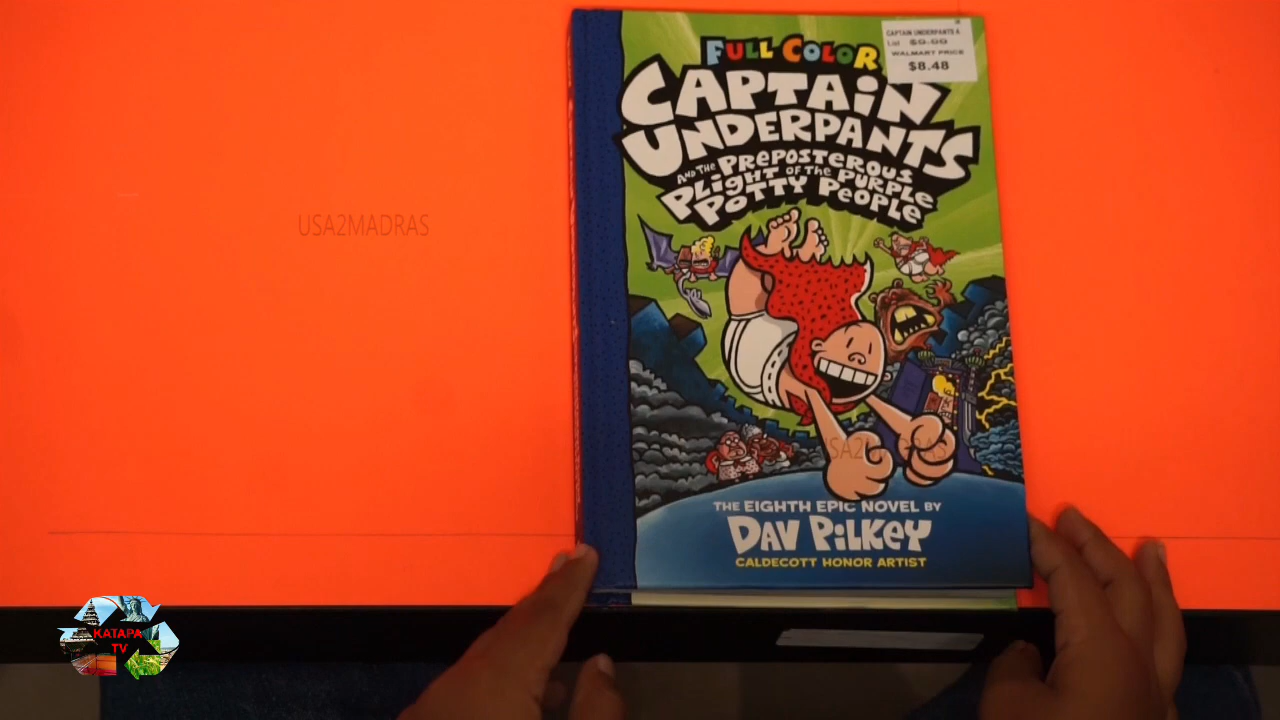 FULL COLOR
CAPTAIN
UNDERPANTS
AND THE PREPOSTEROUS
PLIGHT OF THE PURPLE
POTTY PEOPLE
CAPTAIN UNDERPANTS &
WALMART PRICE
$8.48
USA2MADRAS
USA2MADRAS
THE EIGHTH EPIC NOVEL BY
DAV PILKEY
CALDECOTT HONOR ARTIST
KATAPA
TV